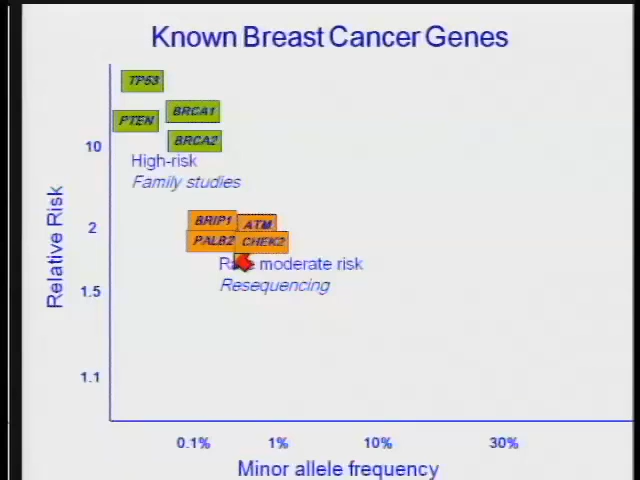 Known Breast Cancer Genes
TP53
BRCA1
PTEN
BRCA2
10
High-risk
Family studies
BRIP1
ATM
2
PALB2
CHEK2
moderate risk
Resequencing
1.5
1.1
Relative Risk
0.1%
1%
10%
30%
Minor allele frequency